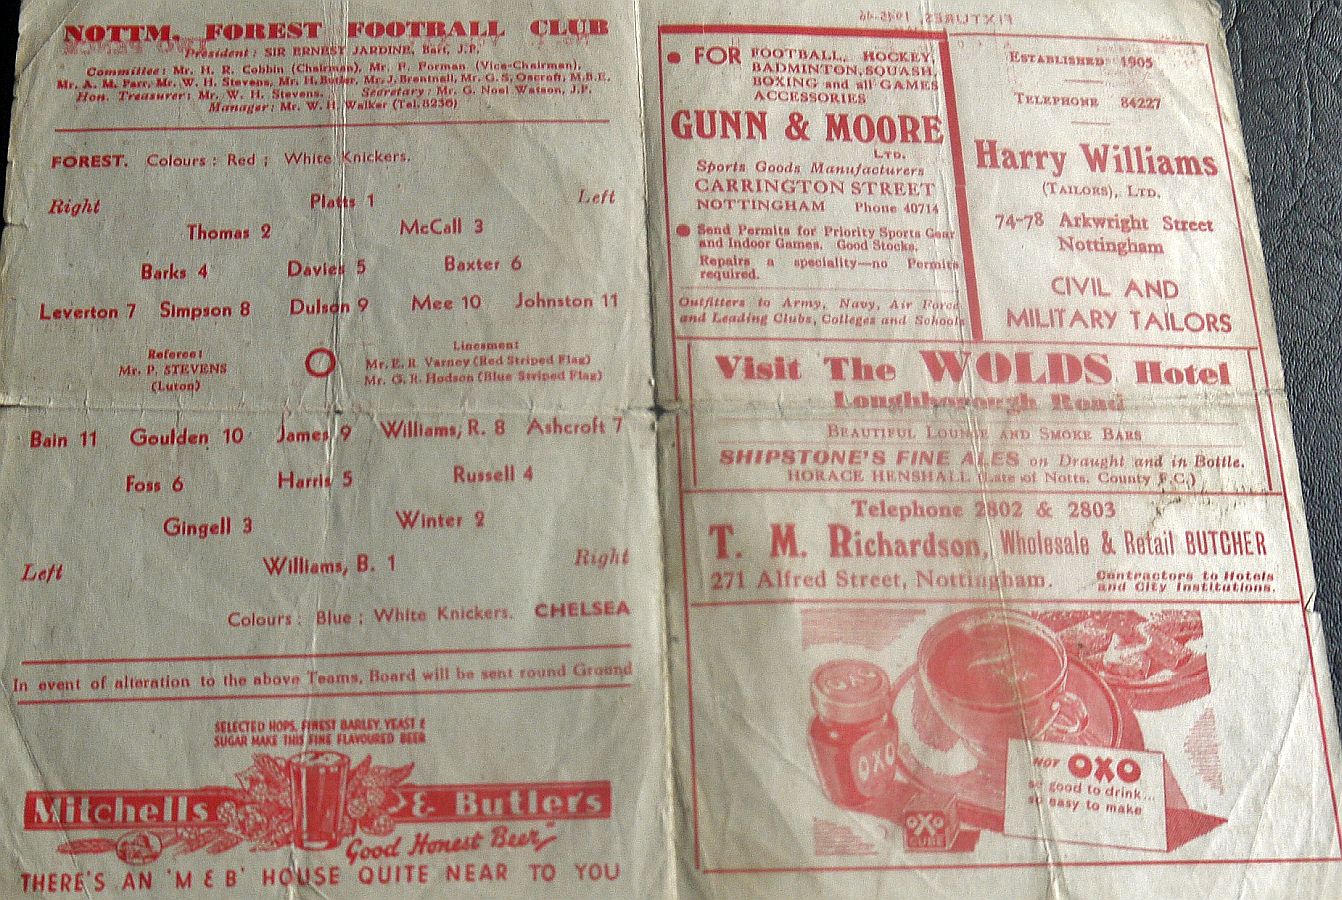 NOTTM. FOREST FOOTBALL CLUB
President: SIR ERNEST JARDINE, Bart, J.P.
Committee: Mr. H. R. Cobbin (Chairman), Mr. F. Forman (Vice-Chairman),
Mr. A. M. Parr, Mr. W. H. Stevens, Mr. H. Butler, Mr. J. Brentnall, Mr. G. S. Oscroft, M.B.E.
Hon. Treasurer: Mr. W. H. Stevens. Secretary: Mr. G. Noel Watson, J.P.
Manager: Mr. W. H. Walker (Tel. 8236)
FOREST. Colours: Red; White Knickers.
Right Left
Platts 1
Thomas 2 McCall 3
Barks 4 Davies 5 Baxter 6
Leverton 7 Simpson 8 Dulson 9 Mee 10 Johnston 11
Referee:
Mr. P. STEVENS
(Luton)
Linesmen:
Mr. E. R. Varney (Red Striped Flag)
Mr. G. R. Hodson (Blue Striped Flag)
Bain 11 Goulden 10 James 9 Williams, R. 8 Ashcroft 7
Foss 6 Harris 5 Russell 4
Gingell 3 Winter 2
Williams, B. 1
Left Right
Colours: Blue; White Knickers. CHELSEA
In event of alteration to the above Teams, Board will be sent round Ground
SELECTED HOPS, FINEST BARLEY, YEAST &
SUGAR MAKE THIS FINE FLAVOURED BEER
Mitchells & Butlers
"Good Honest Beer"
THERE'S AN 'M & B' HOUSE QUITE NEAR TO YOU
FIXTURES, 1945-46
• FOR FOOTBALL, HOCKEY,
BADMINTON, SQUASH,
BOXING and all GAMES
ACCESSORIES
GUNN & MOORE
LTD.
Sports Goods Manufacturers
CARRINGTON STREET
NOTTINGHAM Phone 40714
• Send Permits for Priority Sports Gear
and Indoor Games. Good Stocks.
Repairs a speciality—no Permits
required.
Outfitters to Army, Navy, Air Force
and Leading Clubs, Colleges and Schools
ESTABLISHED 1905
TELEPHONE 84227
Harry Williams
(TAILORS), LTD.
74-78 Arkwright Street
Nottingham
CIVIL AND
MILITARY TAILORS
Visit The WOLDS Hotel
Loughborough Road
BEAUTIFUL LOUNGE AND SMOKE BARS
SHIPSTONE'S FINE ALES on Draught and in Bottle.
HORACE HENSHALL (Late of Notts. County F.C.)
Telephone 2802 & 2803
T. M. Richardson, Wholesale & Retail BUTCHER
271 Alfred Street, Nottingham. Contractors to Hotels
and City Institutions.
OXO
OXO
HOT OXO
so good to drink...
so easy to make
OXO
CUBE